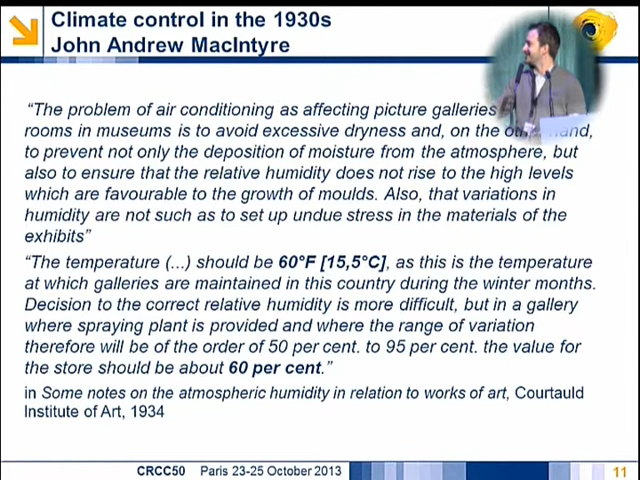 Climate control in the 1930s
John Andrew MacIntyre
“The problem of air conditioning as affecting picture galleries
rooms in museums is to avoid excessive dryness and, on the other hand,
to prevent not only the deposition of moisture from the atmosphere, but
also to ensure that the relative humidity does not rise to the high levels
which are favourable to the growth of moulds. Also, that variations in
humidity are not such as to set up undue stress in the materials of the
exhibits”
“The temperature (...) should be 60°F [15,5°C], as this is the temperature
at which galleries are maintained in this country during the winter months.
Decision to the correct relative humidity is more difficult, but in a gallery
where spraying plant is provided and where the range of variation
therefore will be of the order of 50 per cent. to 95 per cent. the value for
the store should be about 60 per cent.”
in Some notes on the atmospheric humidity in relation to works of art, Courtauld
Institute of Art, 1934
CRCC50 Paris 23-25 October 2013
11